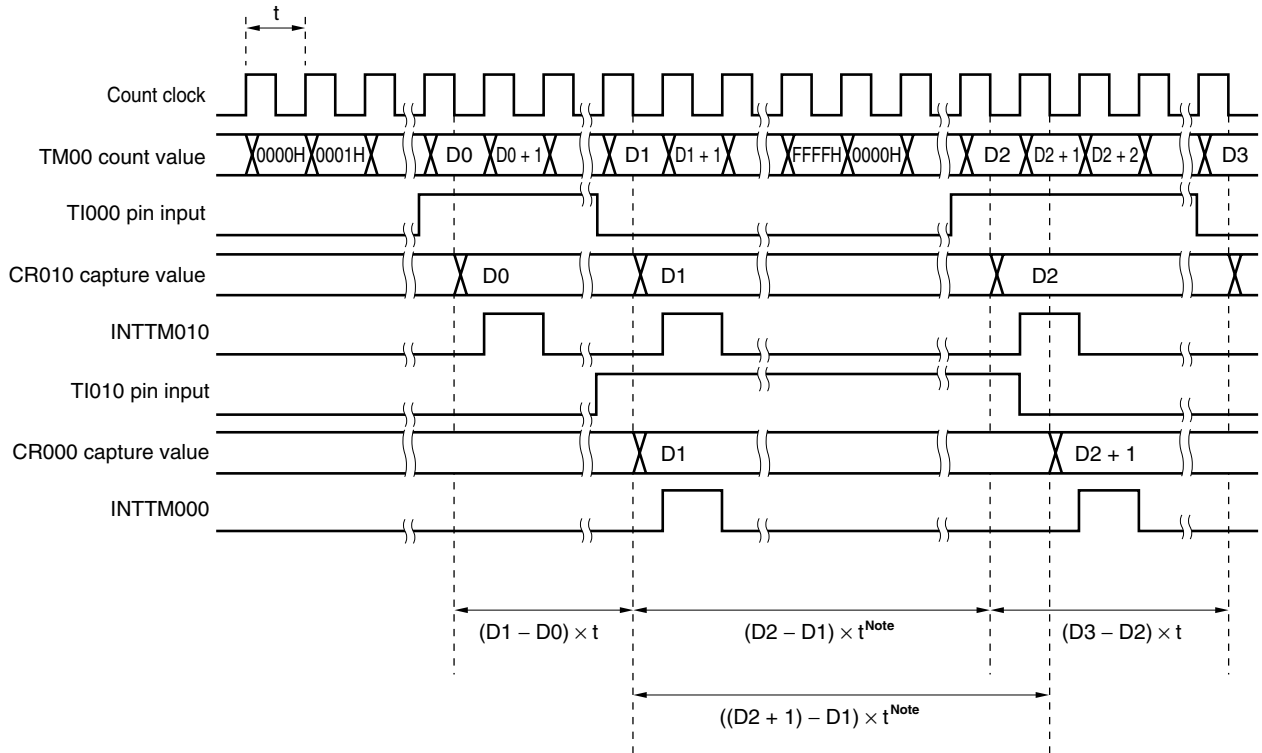 t
Count clock
TM00 count value 0000H 0001H D0 D0 + 1 D1 D1 + 1 FFFFH 0000H D2 D2 + 1 D2 + 2 D3
TI000 pin input
CR010 capture value D0 D1 D2
INTTM010
TI010 pin input
CR000 capture value D1 D2 + 1
INTTM000
(D1 − D0) × t (D2 − D1) × tNote (D3 − D2) × t
((D2 + 1) − D1) × tNote